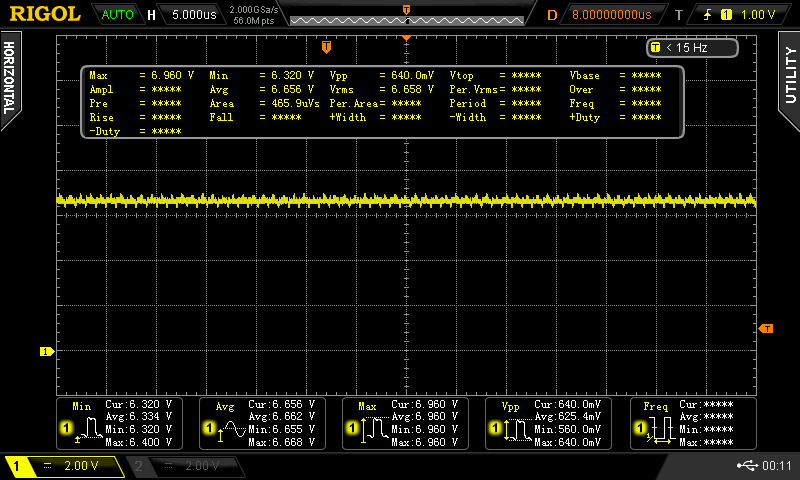 RIGOL AUTO H 5.000us 2.000GSa/s 56.0M pts T D 8.00000000us T 1 1.00 V
T
T < 15 Hz
HORIZONTAL
UTILITY
Max = 6.960 V Min = 6.320 V Vpp = 640.0mV Vtop = ***** Vbase = *****
Ampl = ***** Avg = 6.656 V Vrms = 6.658 V Per.Vrms= ***** Over = *****
Pre = ***** Area = 465.9uVs Per.Area= ***** Period = ***** Freq = *****
Rise = ***** Fall = ***** +Width = ***** -Width = ***** +Duty = *****
-Duty = *****
T
1
Min Cur:6.320 V
Avg:6.334 V
1 Min:6.320 V
Max:6.400 V
Avg Cur:6.656 V
Avg:6.662 V
1 Min:6.655 V
Max:6.668 V
Max Cur:6.960 V
Avg:6.960 V
1 Min:6.960 V
Max:6.960 V
Vpp Cur:640.0mV
Avg:625.4mV
1 Min:560.0mV
Max:640.0mV
Freq Cur:*****
Avg:*****
1 Min:*****
Max:*****
1 2.00 V 2 2.00 V 00:11